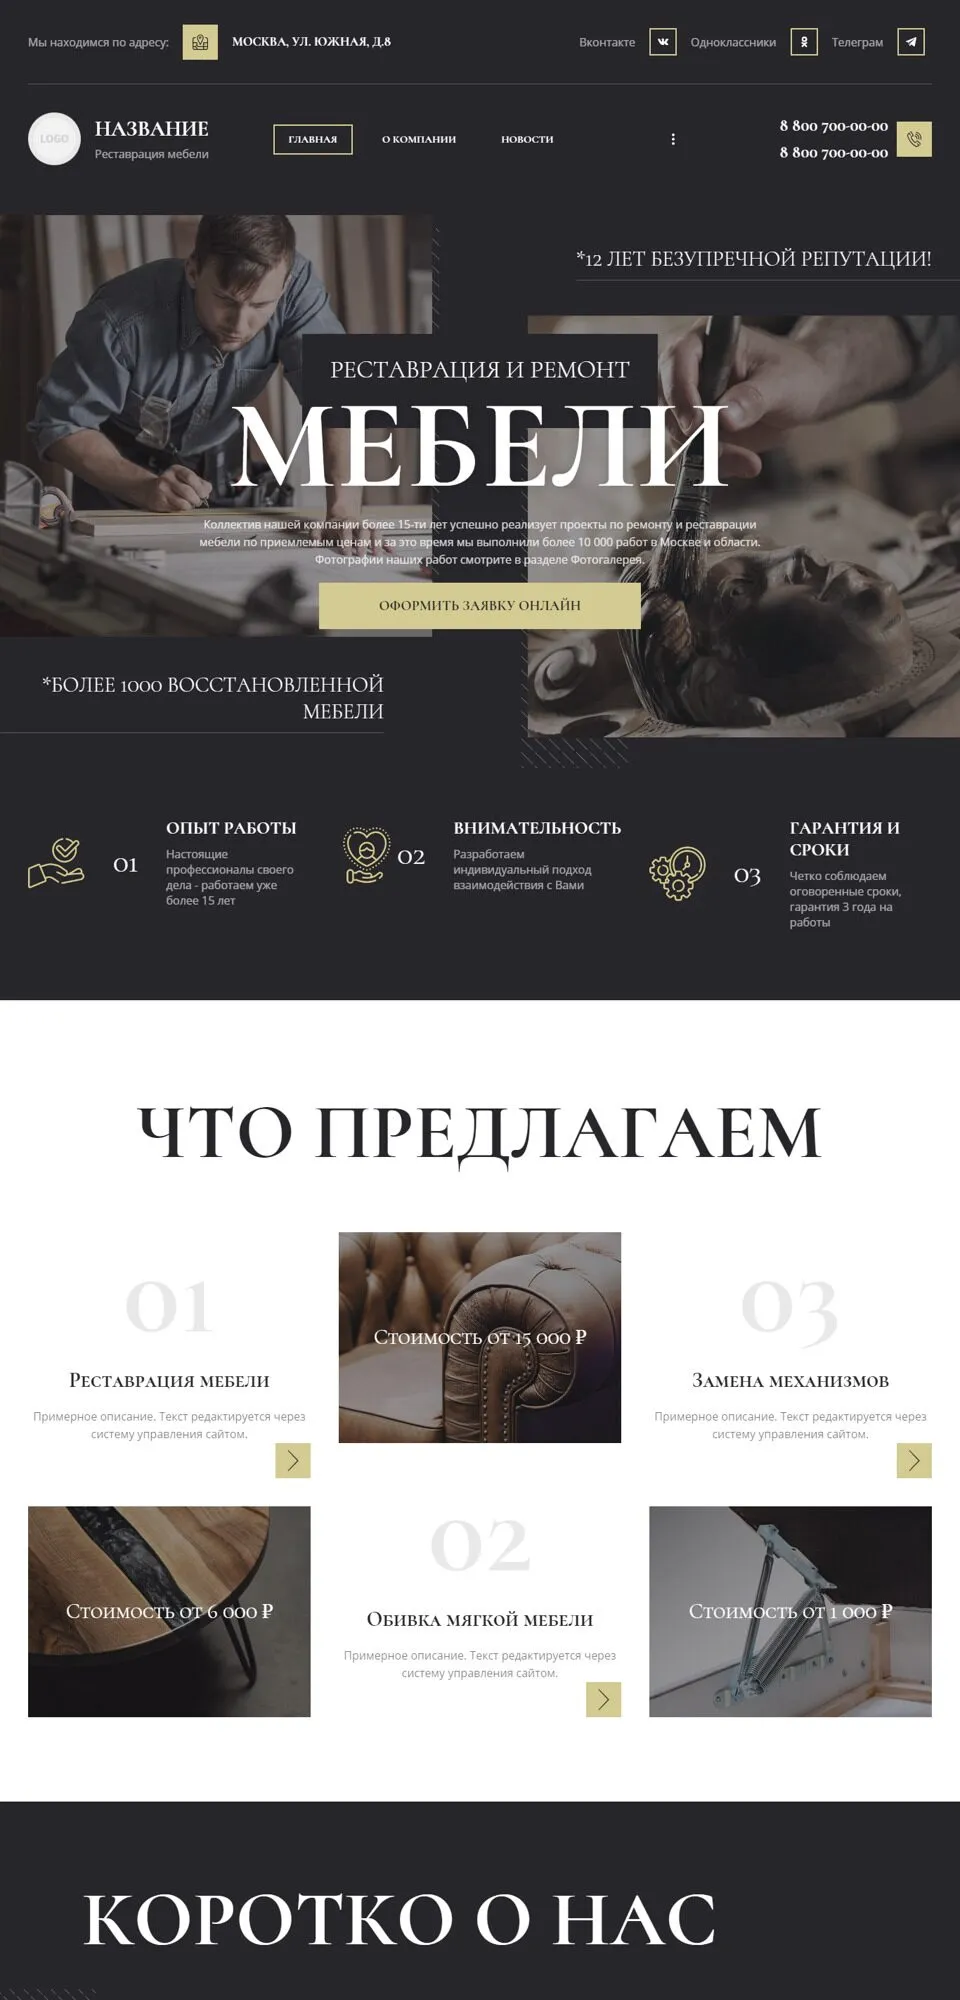 Мы находимся по адресу:
МОСКВА, УЛ. ЮЖНАЯ, Д.8
Вконтакте
Одноклассники
Телеграм
LOGO
НАЗВАНИЕ
Реставрация мебели
ГЛАВНАЯ
О КОМПАНИИ
НОВОСТИ
8 800 700-00-00
8 800 700-00-00
*12 ЛЕТ БЕЗУПРЕЧНОЙ РЕПУТАЦИИ!
РЕСТАВРАЦИЯ И РЕМОНТ
МЕБЕЛИ
Коллектив нашей компании более 15-ти лет успешно реализует проекты по ремонту и реставрации
мебели по приемлемым ценам и за это время мы выполнили более 10 000 работ в Москве и области.
Фотографии наших работ смотрите в разделе Фотогалерея.
ОФОРМИТЬ ЗАЯВКУ ОНЛАЙН
*БОЛЕЕ 1000 ВОССТАНОВЛЕННОЙ
МЕБЕЛИ
01
ОПЫТ РАБОТЫ
Настоящие
профессионалы своего
дела - работаем уже
более 15 лет
02
ВНИМАТЕЛЬНОСТЬ
Разработаем
индивидуальный подход
взаимодействия с Вами
03
ГАРАНТИЯ И
СРОКИ
Четко соблюдаем
оговоренные сроки,
гарантия 3 года на
работы
ЧТО ПРЕДЛАГАЕМ
01
Реставрация мебели
Примерное описание. Текст редактируется через
систему управления сайтом.
Стоимость от 15 000 ₽
03
Замена механизмов
Примерное описание. Текст редактируется через
систему управления сайтом.
Стоимость от 6 000 ₽
02
Обивка мягкой мебели
Примерное описание. Текст редактируется через
систему управления сайтом.
Стоимость от 1 000 ₽
КОРОТКО О НАС